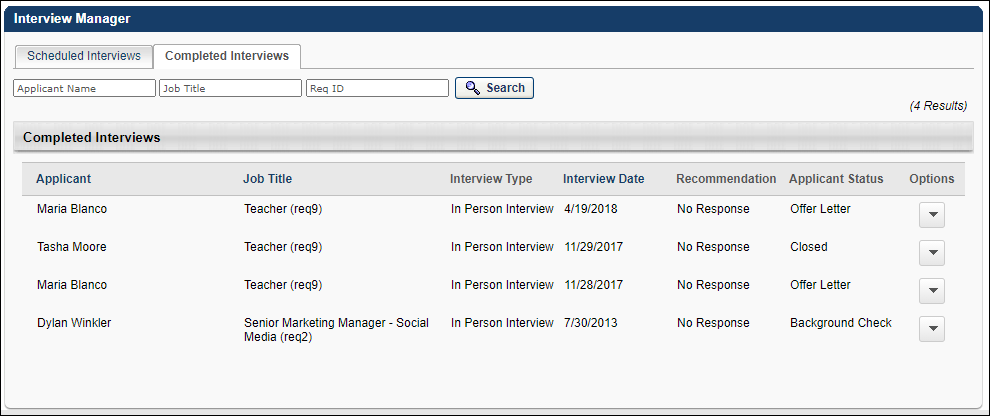 Interview Manager
Scheduled Interviews Completed Interviews
Applicant Name Job Title Req ID Search
(4 Results)
Completed Interviews
Applicant Job Title Interview Type Interview Date Recommendation Applicant Status Options
Maria Blanco Teacher (req9) In Person Interview 4/19/2018 No Response Offer Letter
Tasha Moore Teacher (req9) In Person Interview 11/29/2017 No Response Closed
Maria Blanco Teacher (req9) In Person Interview 11/28/2017 No Response Offer Letter
Dylan Winkler Senior Marketing Manager - Social In Person Interview 7/30/2013 No Response Background Check
Media (req2)